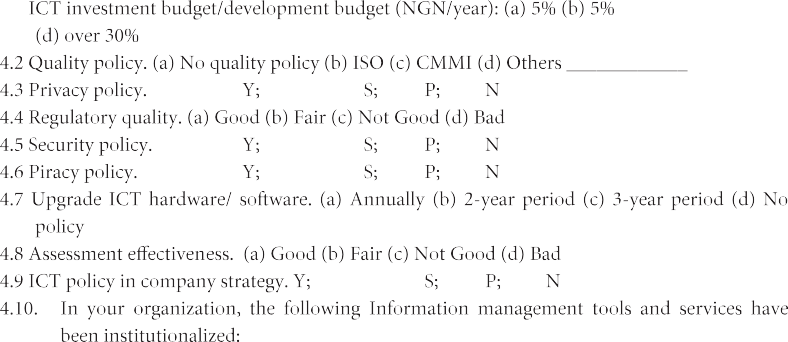 ICT investment budget/development budget (NGN/year): (a) 5% (b) 5%
(d) over 30%
4.2 Quality policy. (a) No quality policy (b) ISO (c) CMMI (d) Others _____________
4.3 Privacy policy. Y; S; P; N
4.4 Regulatory quality. (a) Good (b) Fair (c) Not Good (d) Bad
4.5 Security policy. Y; S; P; N
4.6 Piracy policy. Y; S; P; N
4.7 Upgrade ICT hardware/ software. (a) Annually (b) 2-year period (c) 3-year period (d) No
policy
4.8 Assessment effectiveness. (a) Good (b) Fair (c) Not Good (d) Bad
4.9 ICT policy in company strategy. Y; S; P; N
4.10. In your organization, the following Information management tools and services have
been institutionalized: